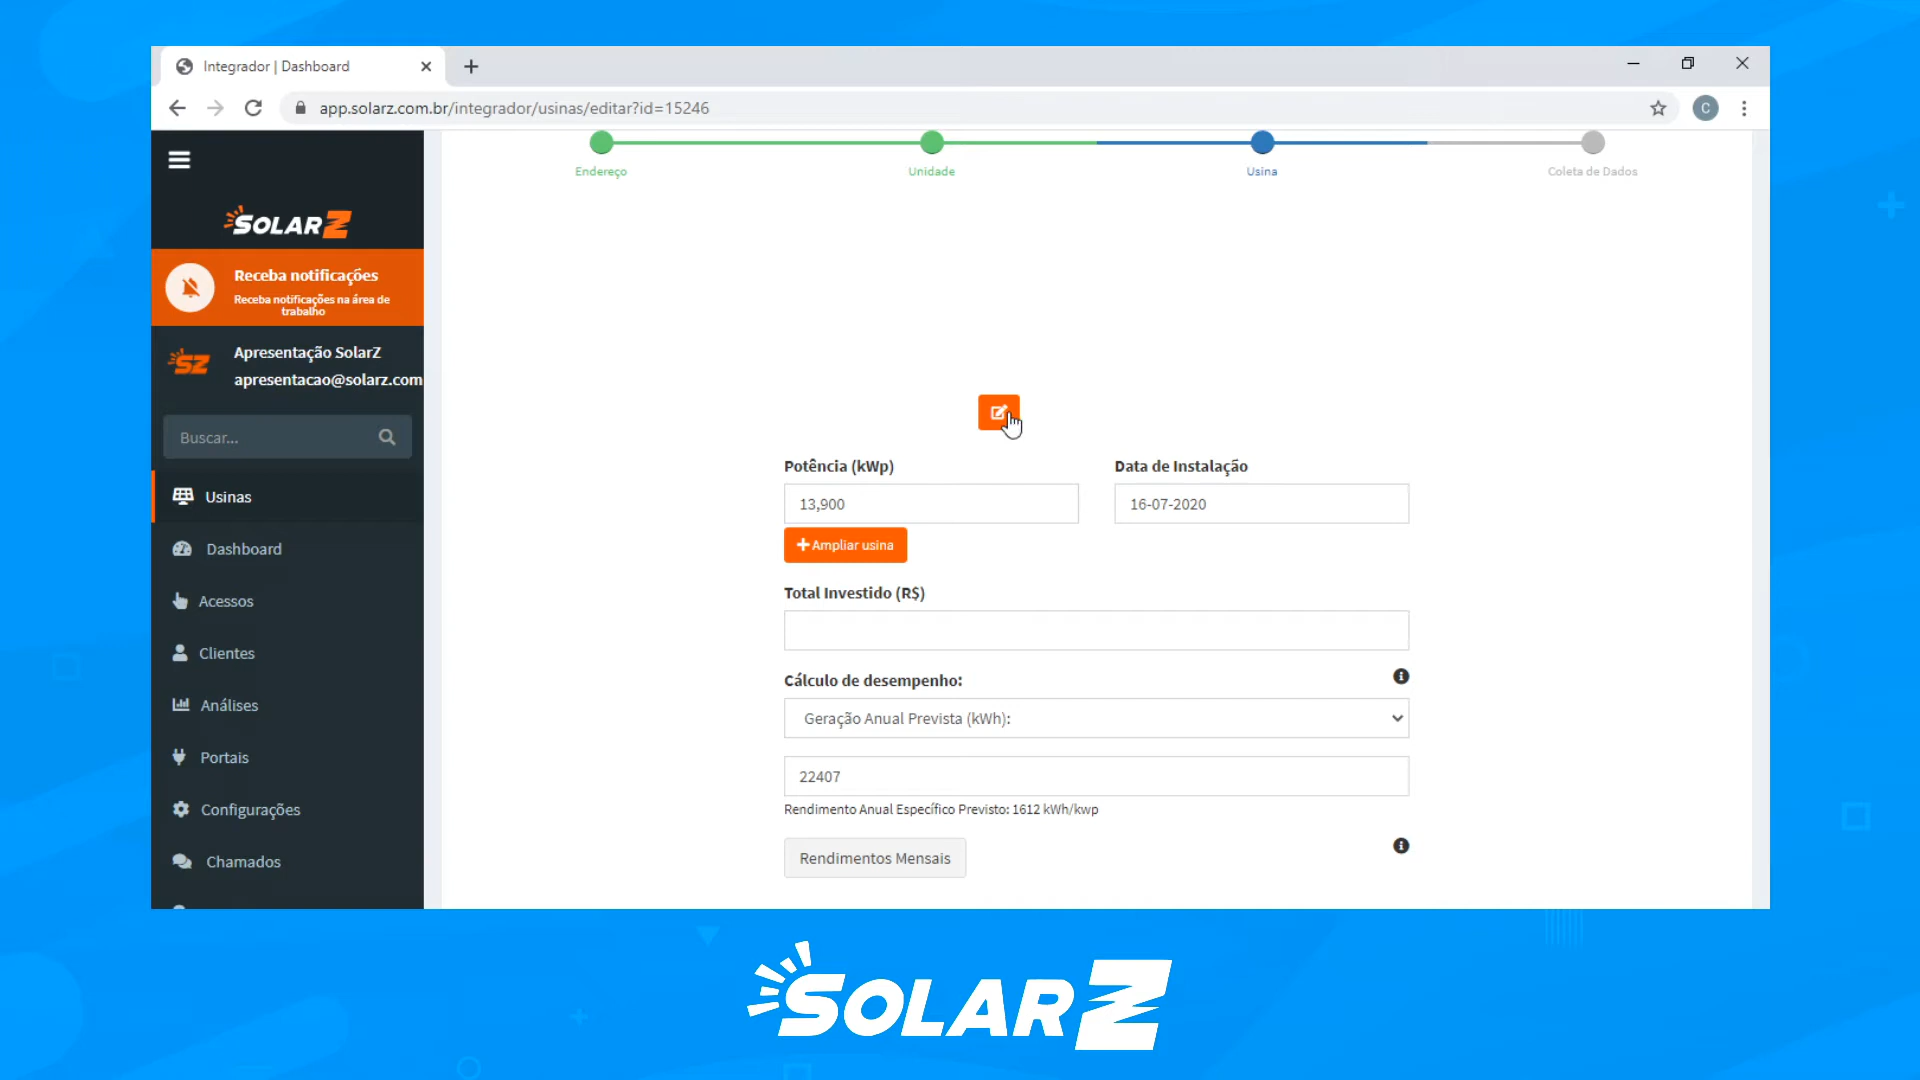 Integrador | Dashboard
app.solarz.com.br/integrador/usinas/editar?id=15246
C
Endereço
Unidade
Usina
Coleta de Dados
SOLARZ
Receba notificações
Receba notificações na área de
trabalho
SZ
Apresentação SolarZ
apresentacao@solarz.com
Buscar...
Usinas
Dashboard
Acessos
Clientes
Análises
Portais
Configurações
Chamados
Potência (kWp)
Data de Instalação
13,900
16-07-2020
Ampliar usina
Total Investido (R$)
Cálculo de desempenho:
Geração Anual Prevista (kWh):
22407
Rendimento Anual Específico Previsto: 1612 kWh/kwp
Rendimentos Mensais
SOLARZ